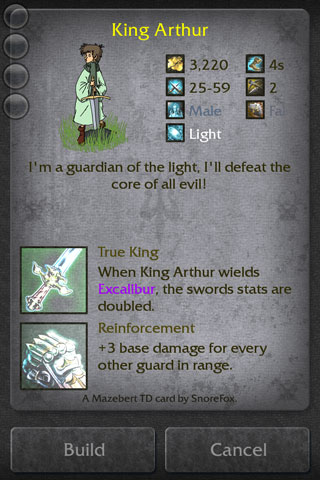 King Arthur
3,220 4s
25-59 2
Male Fa
Light
I'm a guardian of the light, I'll defeat the
core of all evil!
True King
When King Arthur wields
Excalibur, the swords stats are
doubled.
Reinforcement
+3 base damage for every
other guard in range.
A Mazebert TD card by SnoreFox.
Build Cancel